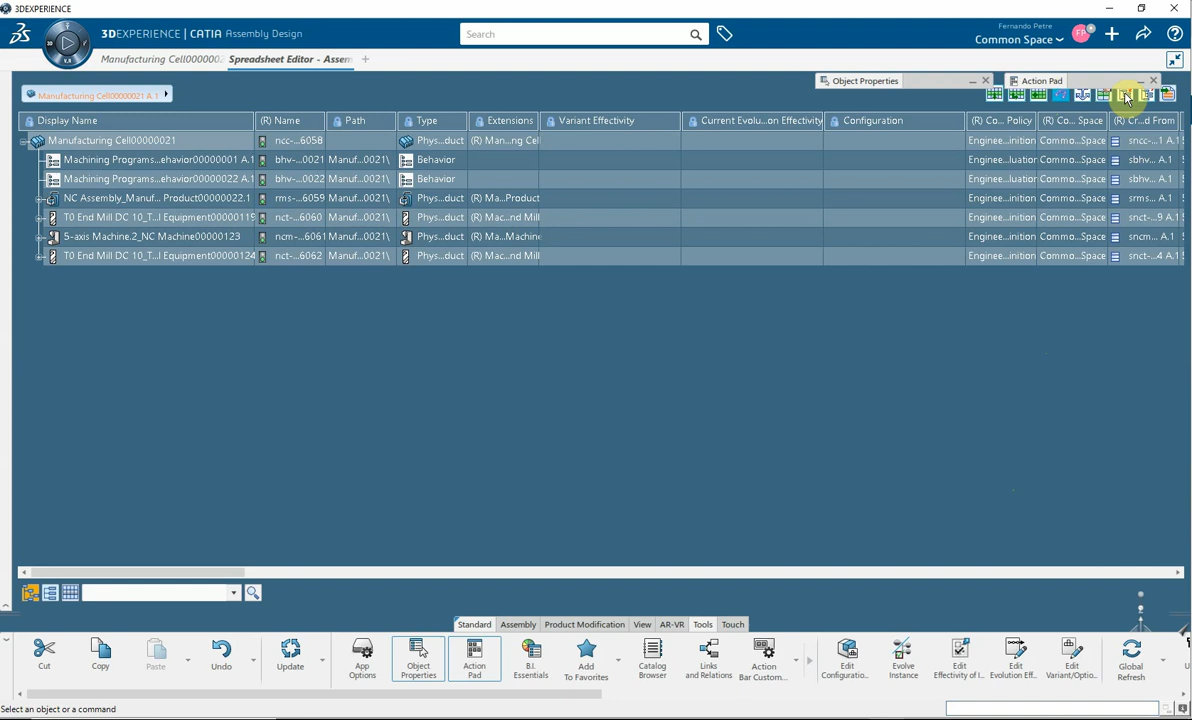 3DEXPERIENCE
3DEXPERIENCE | CATIA Assembly Design
Search
Fernando Petre
Common Space
FP
3D
V.R
Manufacturing Cell0000002...
Spreadsheet Editor - Assem
Object Properties
Action Pad
Manufacturing Cell00000021 A.1
Display Name (R) Name Path Type Extensions Variant Effectivity Current Evolu...on Effectivity Configuration (R) Co... Policy (R) Co... Space (R) Cr...d From
Manufacturing Cell00000021 ncc-...6058 Phys...duct (R) Man...ng Cel Enginee...inition Commo...Space sncc-...1 A.1
Machining Programs...ehavior00000001 A.1 bhv-...0021 Manuf...0021\ Behavior Enginee...luation Commo...Space sbhv... A.1
Machining Programs...ehavior00000022 A.1 bhv-...0022 Manuf...0021\ Behavior Enginee...luation Commo...Space sbhv... A.1
NC Assembly_Manuf... Product00000022.1 rms-...6059 Manuf...0021\ Phys...duct (R) Ma...Product Enginee...inition Commo...Space srms... A.1
T0 End Mill DC 10_T...l Equipment00000119 nct-...6060 Manuf...0021\ Phys...duct (R) Mac...nd Mill Enginee...inition Commo...Space snct-...9 A.1
5-axis Machine.2_NC Machine00000123 ncm-...6061 Manuf...0021\ Phys...duct (R) Ma...Machine Enginee...inition Commo...Space sncm... A.1
T0 End Mill DC 10_T...l Equipment00000124 nct-...6062 Manuf...0021\ Phys...duct (R) Mac...nd Mill Enginee...inition Commo...Space snct-...4 A.1
Standard Assembly Product Modification View AR-VR Tools Touch
Cut Copy Paste Undo Update App Options Object Properties Action Pad B.I. Essentials Add To Favorites Catalog Browser Links and Relations Action Bar Custom... Edit Configuratio... Evolve Instance Edit Effectivity of I... Edit Evolution Eff... Edit Variant/Optio... Global Refresh
Select an object or a command